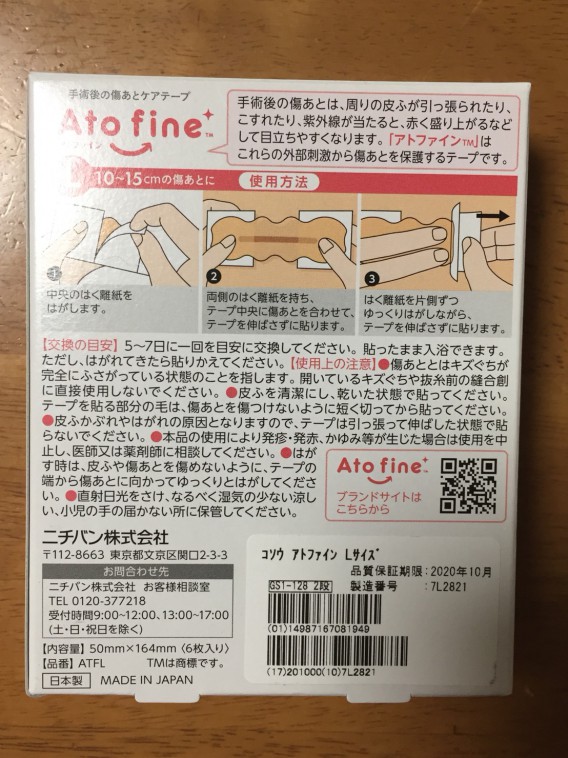 手術後の傷あとケアテープ
Ato fine™
手術後の傷あとは、周りの皮ふが引っ張られたり、
こすれたり、紫外線が当たると、赤く盛り上がるなど
して目立ちやすくなります。「アトファイン™」は
これらの外部刺激から傷あとを保護するテープです。
10~15cmの傷あとに 使用方法
1
中央のはく離紙を
はがします。
2
両側のはく離紙を持ち、
テープ中央に傷あとを合わせて、
テープを伸ばさずに貼ります。
3
はく離紙を片側ずつ
ゆっくりはがしながら、
テープを伸ばさずに貼ります。
【交換の目安】5~7日に一回を目安に交換してください。貼ったまま入浴できます。
ただし、はがれてきたら貼りかえてください。【使用上の注意】●傷あととはキズぐちが
完全にふさがっている状態のことを指します。開いているキズぐちや抜糸前の縫合創
に直接使用しないでください。●皮ふを清潔にし、乾いた状態で貼ってください。
テープを貼る部分の毛は、傷あとを傷つけないように短く切ってから貼ってください。
●皮ふかぶれやはがれの原因となりますので、テープは引っ張って伸ばした状態で貼
らないでください。●本品の使用により発疹・発赤、かゆみ等が生じた場合は使用を中
止し、医師又は薬剤師に相談してください。●はが
す時は、皮ふや傷あとを傷めないように、テープの
端から傷あとに向かってゆっくりとはがしてくださ
い。●直射日光をさけ、なるべく湿気の少ない涼し
い、小児の手の届かない所に保管してください。
Ato fine™
ブランドサイトは
こちらから
ニチバン株式会社
〒112-8663 東京都文京区関口2-3-3
お問合わせ先
ニチバン株式会社 お客様相談室
TEL 0120-377218
受付時間9:00~12:00、13:00~17:00
(土・日・祝日を除く)
【内容量】50mm×164mm〈6枚入り〉
【品番】ATFL TMは商標です。
日本製 MADE IN JAPAN
コソウ アトファイン Lサイズ
品質保証期限:2020年10月
GS1-128 2段 製造番号 :7L2821
(01)14987167081949
(17)201000(10)7L2821